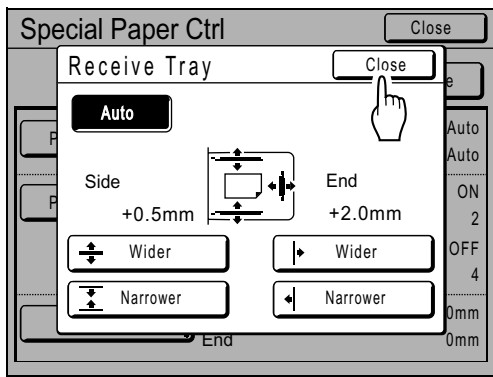 Special Paper Ctrl Close
Receive Tray Close
e
Auto
P Auto
Auto
Side End
P ON
+0.5mm +2.0mm 2
Wider Wider OFF
4
Narrower Narrower
0mm
End 0mm